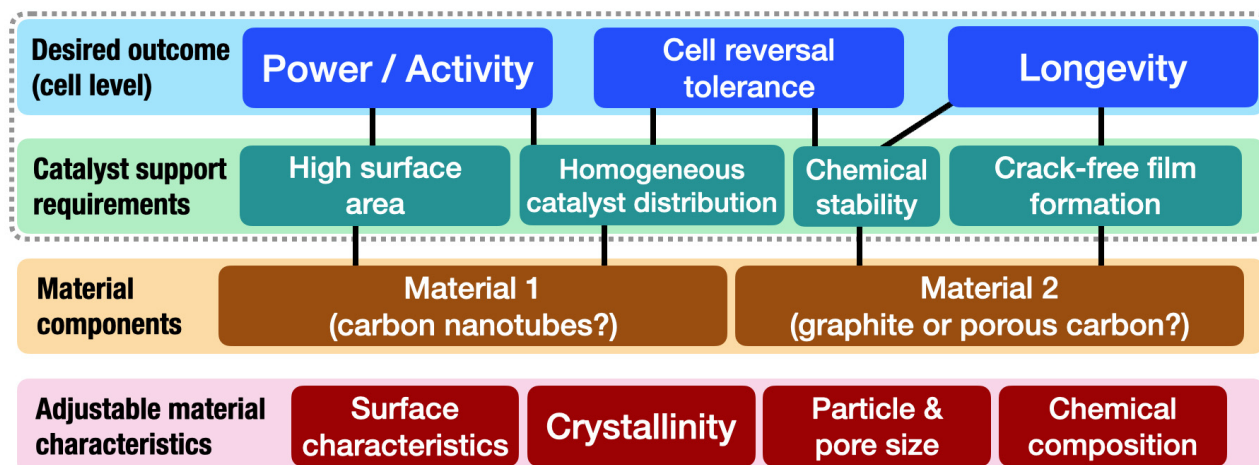 Desired outcome
(cell level)
Power / Activity
Cell reversal
tolerance
Longevity
Catalyst support
requirements
High surface
area
Homogeneous
catalyst distribution
Chemical
stability
Crack-free film
formation
Material
components
Material 1
(carbon nanotubes?)
Material 2
(graphite or porous carbon?)
Adjustable material
characteristics
Surface
characteristics
Crystallinity
Particle &
pore size
Chemical
composition